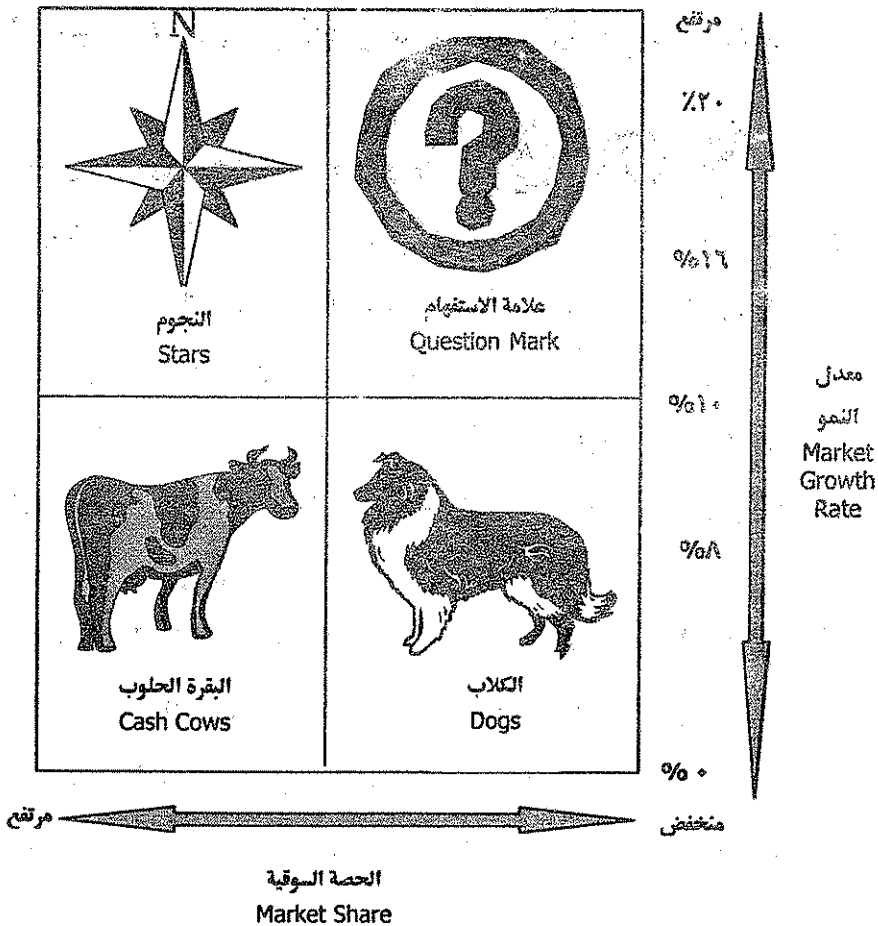 N
مرتفع
٪٢٠
%١٦
النجوم
Stars
علامة الاستفهام
Question Mark
%١٠
معدل
النمو
Market
Growth
Rate
%٨
البقرة الحلوب
Cash Cows
الكلاب
Dogs
%٠
مرتفع
منخفض
الحصة السوقية
Market Share